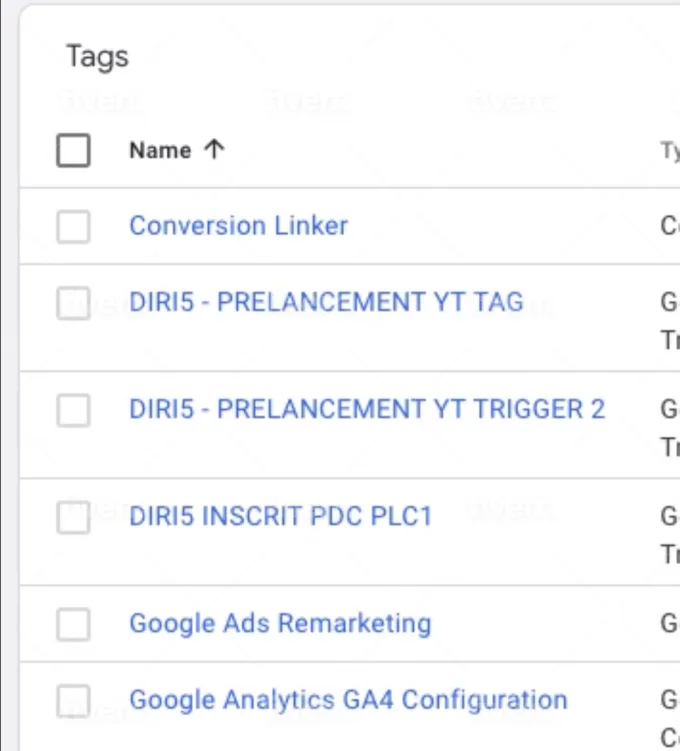 Tags
Name ↑ Ty
Conversion Linker Co
DIRI5 - PRELANCEMENT YT TAG G
Tr
DIRI5 - PRELANCEMENT YT TRIGGER 2 G
Tr
DIRI5 INSCRIT PDC PLC1 G
Tr
Google Ads Remarketing G
Google Analytics GA4 Configuration G
Co